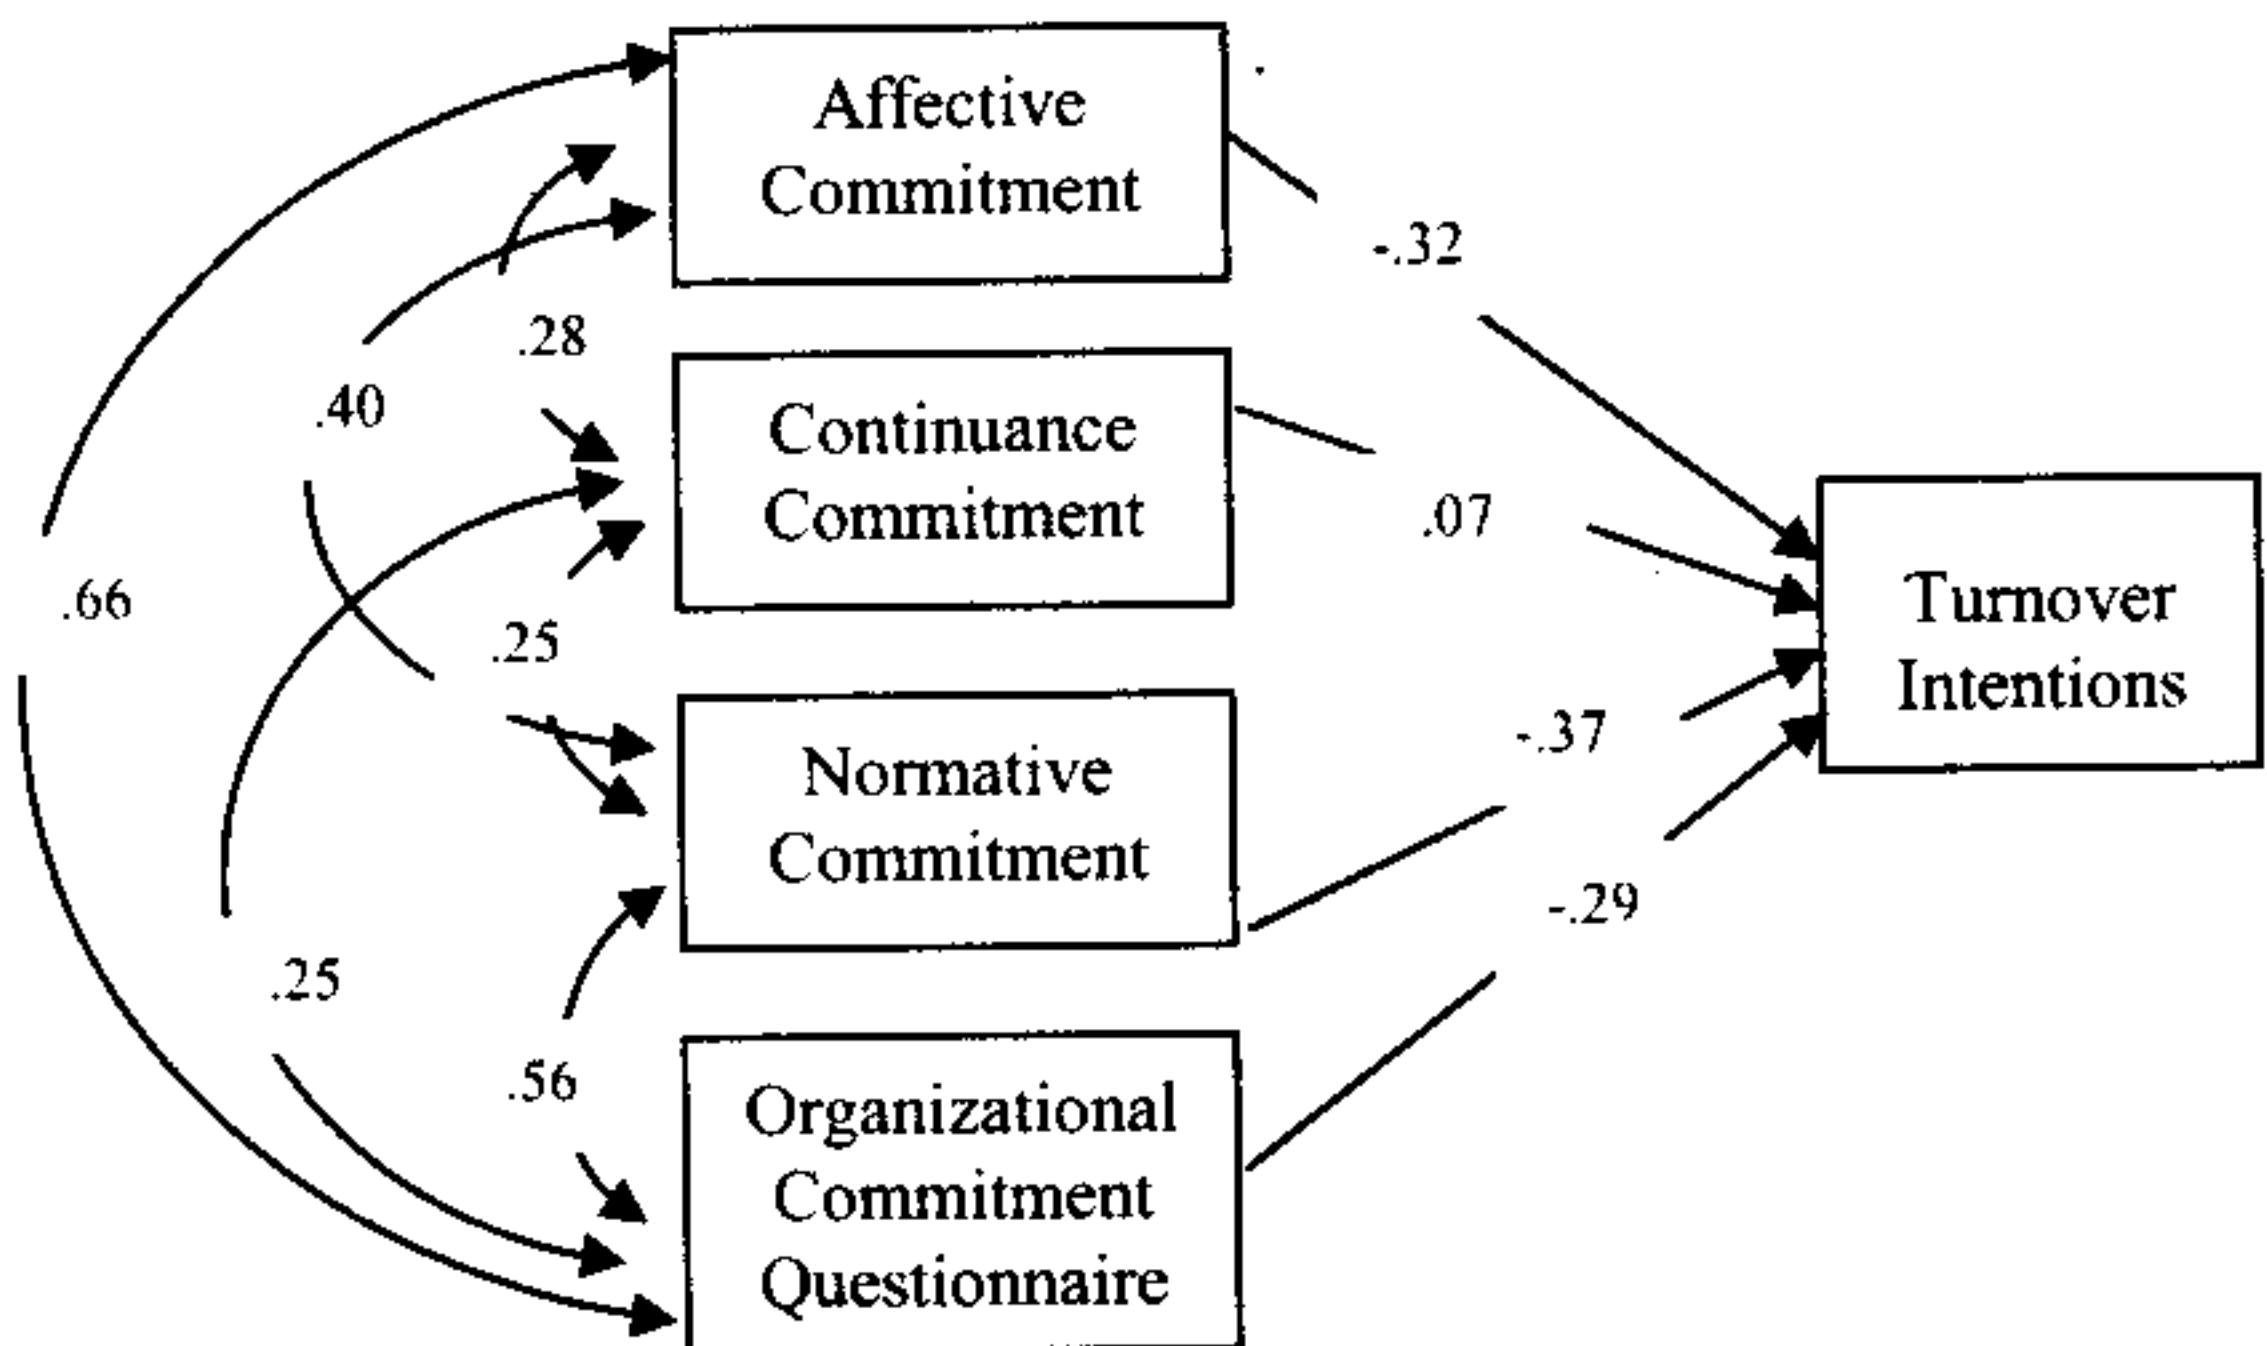 Affective
Commitment
-.32
.28
.40
Continuance
Commitment
.07
.66
.25
Turnover
Intentions
Normative
Commitment
-.37
-.29
.25
.56
Organizational
Commitment
Questionnaire